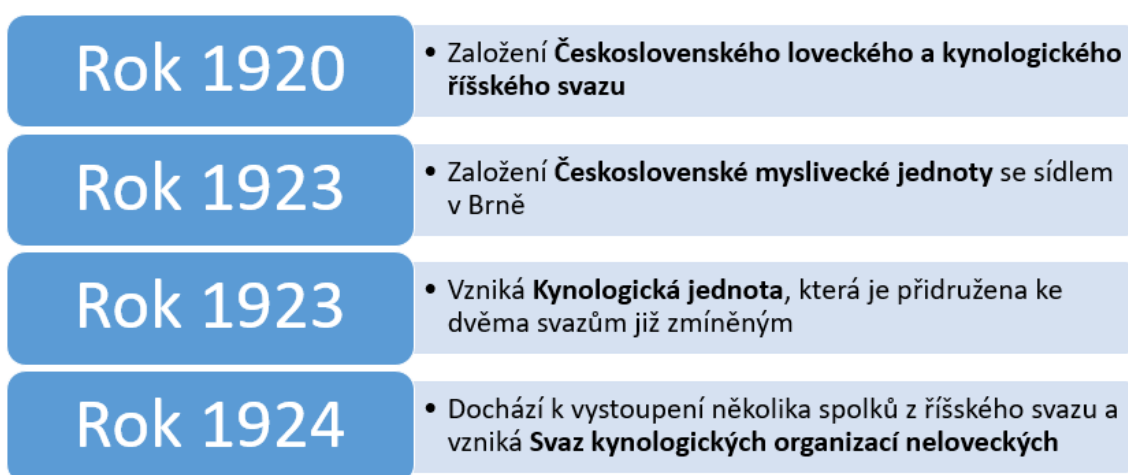 Rok 1920
• Založení Československého loveckého a kynologického
říšského svazu
Rok 1923
• Založení Československé myslivecké jednoty se sídlem
v Brně
Rok 1923
• Vzniká Kynologická jednota, která je přidružena ke
dvěma svazům již zmíněným
Rok 1924
• Dochází k vystoupení několika spolků z říšského svazu a
vzniká Svaz kynologických organizací neloveckých